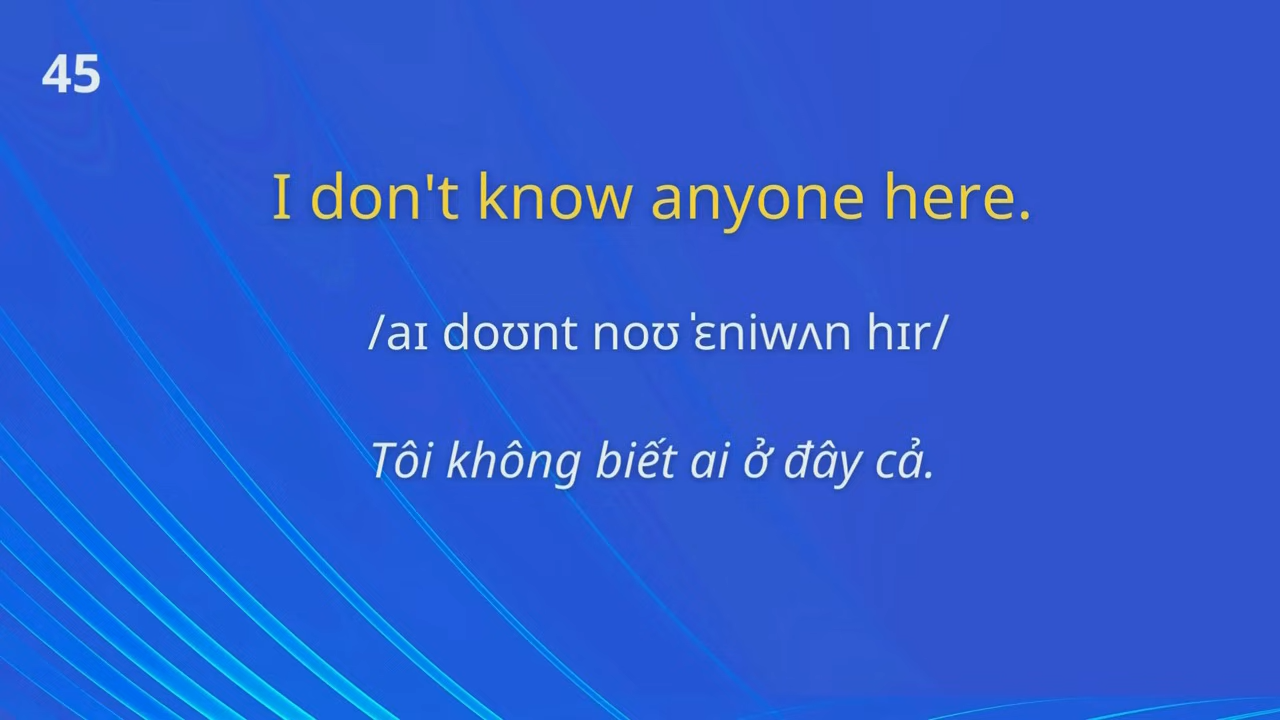 45
I don't know anyone here.
/aɪ doʊnt noʊ ˈɛniwʌn hɪr/
Tôi không biết ai ở đây cả.